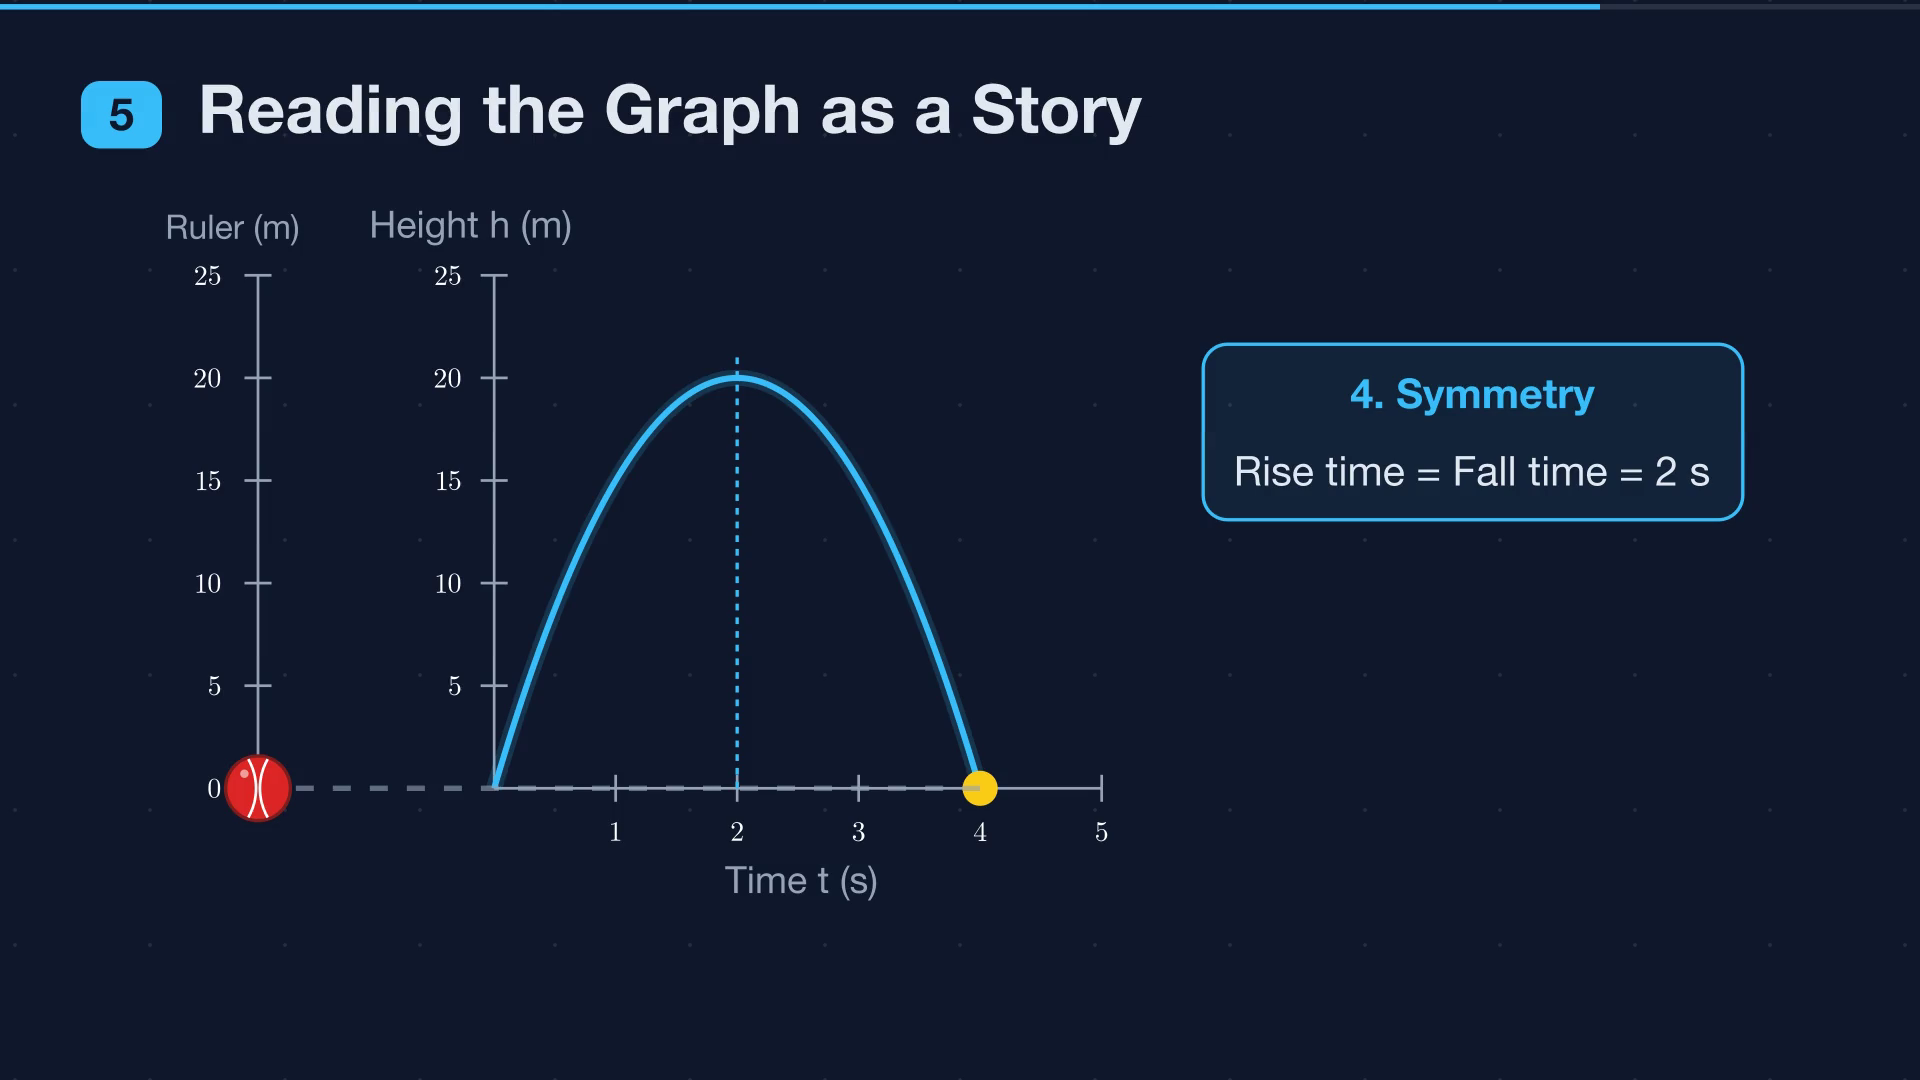 5 Reading the Graph as a Story
Ruler (m)
25
20
15
10
5
0
Height h (m)
25
20
15
10
5
1 2 3 4 5
Time t (s)
4. Symmetry
Rise time = Fall time = 2 s